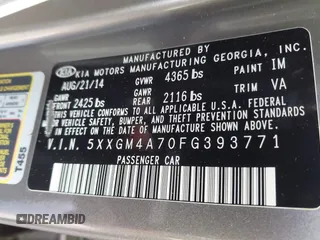 MANUFACTURED BY
KIA KIA MOTORS MANUFACTURING GEORGIA, INC.
AUG/21/14 GVWR 4365 lbs PAINT IM
GAWR GAWR TRIM VA
FRONT 2425 lbs REAR 2116 lbs
THIS VEHICLE CONFORMS TO ALL APPLICABLE U.S. FEDERAL
MOTOR VEHICLE SAFETY, BUMPER, AND THEFT PREVENTION
STANDARDS IN EFFECT ON THE DATE OF MANUFACTURE
SHOWN ABOVE.
V.I.N. 5XXGM4A70FG393771
PASSENGER CAR
T455
DREAMBID